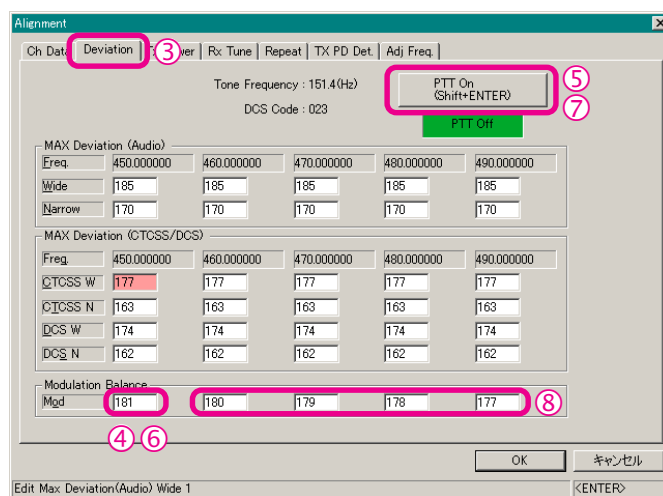 Alignment
Ch Data Deviation ③ Rx Tune Repeat TX PD Det. Adj Freq.
Tone Frequency : 151.4(Hz)
DCS Code : 023
PTT On
(Shift+ENTER)
⑤
⑦
PTT Off
MAX Deviation (Audio)
Freq. 450.000000 460.000000 470.000000 480.000000 490.000000
Wide 185 185 185 185 185
Narrow 170 170 170 170 170
MAX Deviation (CTCSS/DCS)
Freq. 450.000000 460.000000 470.000000 480.000000 490.000000
CTCSS W 177 177 177 177 177
CTCSS N 163 163 163 163 163
DCS W 174 174 174 174 174
DCS N 162 162 162 162 162
Modulation Balance
Mod 181 180 179 178 177 ⑧
④ ⑥
OK キャンセル
Edit Max Deviation(Audio) Wide 1 <ENTER>